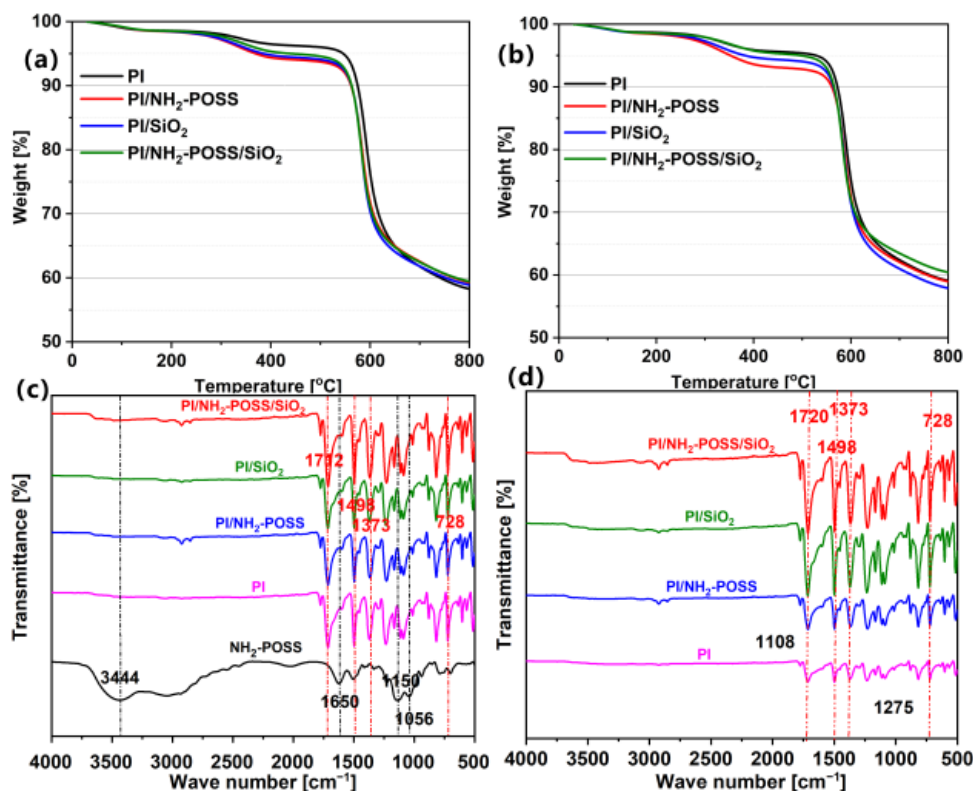 (a)
PI
PI/NH₂-POSS
PI/SiO₂
PI/NH₂-POSS/SiO₂
Weight [%]
100
90
80
70
60
50
0
200
400
600
800
Temperature [°C]
(b)
PI
PI/NH₂-POSS
PI/SiO₂
PI/NH₂-POSS/SiO₂
Weight [%]
100
90
80
70
60
50
0
200
400
600
800
Temperature [°C]
(c)
PI/NH₂-POSS/SiO₂
1712
PI/SiO₂
1498
1373
728
PI/NH₂-POSS
PI
NH₂-POSS
3444
1150
1650
1056
Transmittance [%]
4000
3500
3000
2500
2000
1500
1000
500
Wave number [cm⁻¹]
(d)
1373
1720
728
PI/NH₂-POSS/SiO₂
1498
PI/SiO₂
PI/NH₂-POSS
1108
PI
1275
Transmittance [%]
4000
3500
3000
2500
2000
1500
1000
500
Wave number [cm⁻¹]